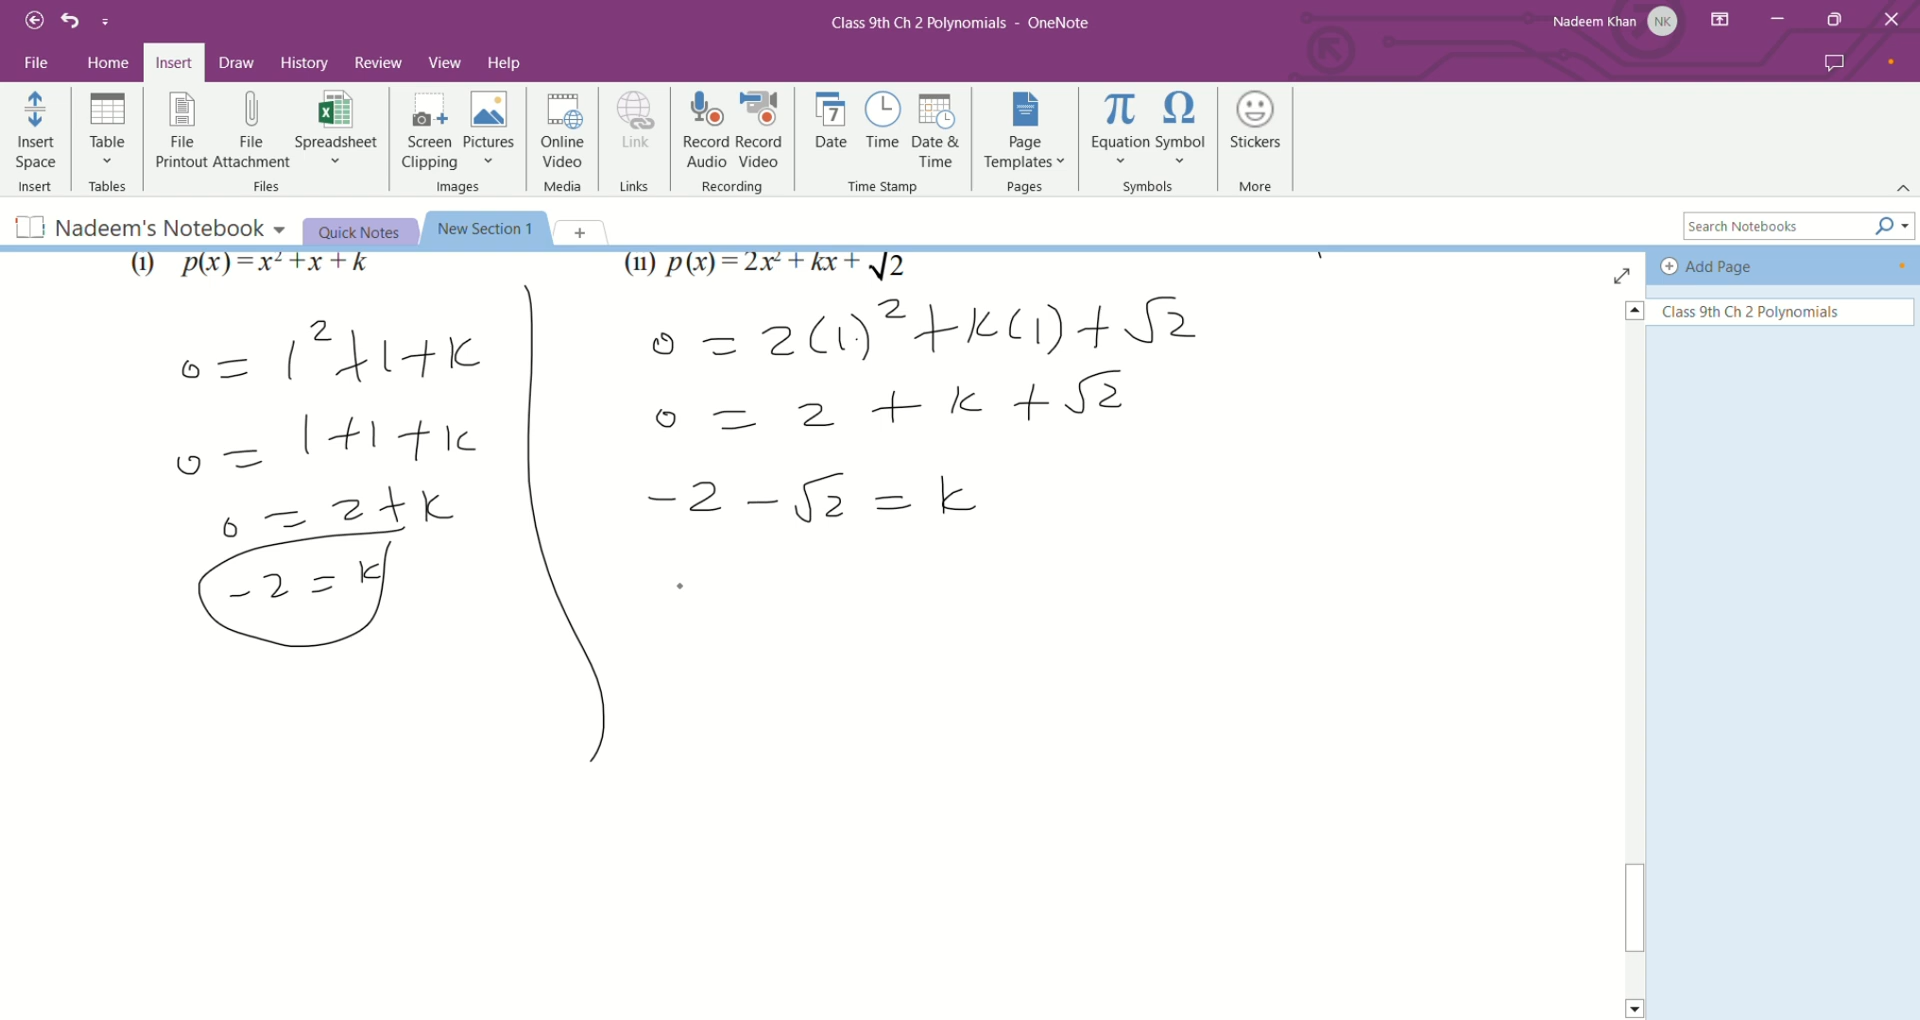 Class 9th Ch 2 Polynomials - OneNote
Nadeem Khan NK
File Home Insert Draw History Review View Help
Insert Space
Table
File Printout
File Attachment
Spreadsheet
Screen Clipping
Pictures
Online Video
Link
Record Audio
Record Video
7
Date
Time
Date & Time
Page Templates
π
Equation
Ω
Symbol
Stickers
Insert Tables Files Images Media Links Recording Time Stamp Pages Symbols More
Nadeem's Notebook
Quick Notes
New Section 1
+
Search Notebooks
Add Page
Class 9th Ch 2 Polynomials
(i) p(x) = x² + x + k
0 = 1² + 1 + k
0 = 1 + 1 + k
0 = 2 + k
-2 = k
(ii) p(x) = 2x² + kx + √2
0 = 2(1)² + k(1) + √2
0 = 2 + k + √2
-2 - √2 = k